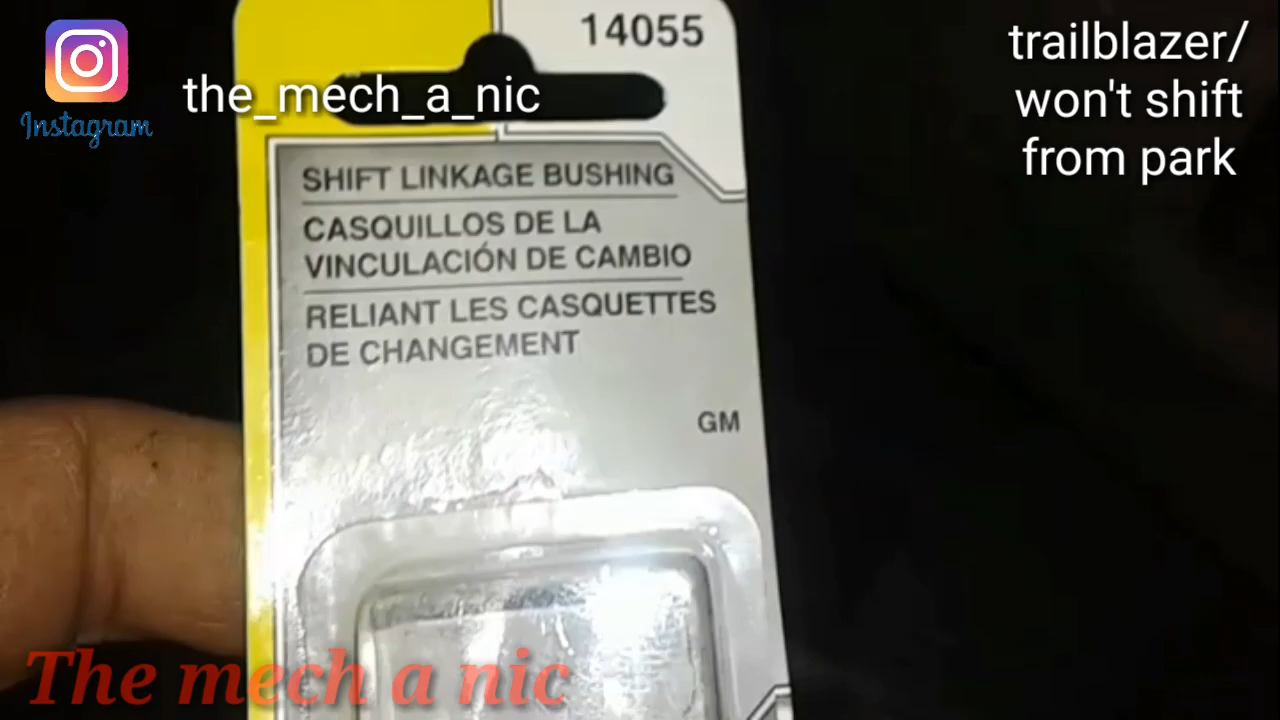 Instagram
the_mech_a_nic
trailblazer/
won't shift
from park
14055
SHIFT LINKAGE BUSHING
CASQUILLOS DE LA
VINCULACIÓN DE CAMBIO
RELIANT LES CASQUETTES
DE CHANGEMENT
GM
The mech a nic